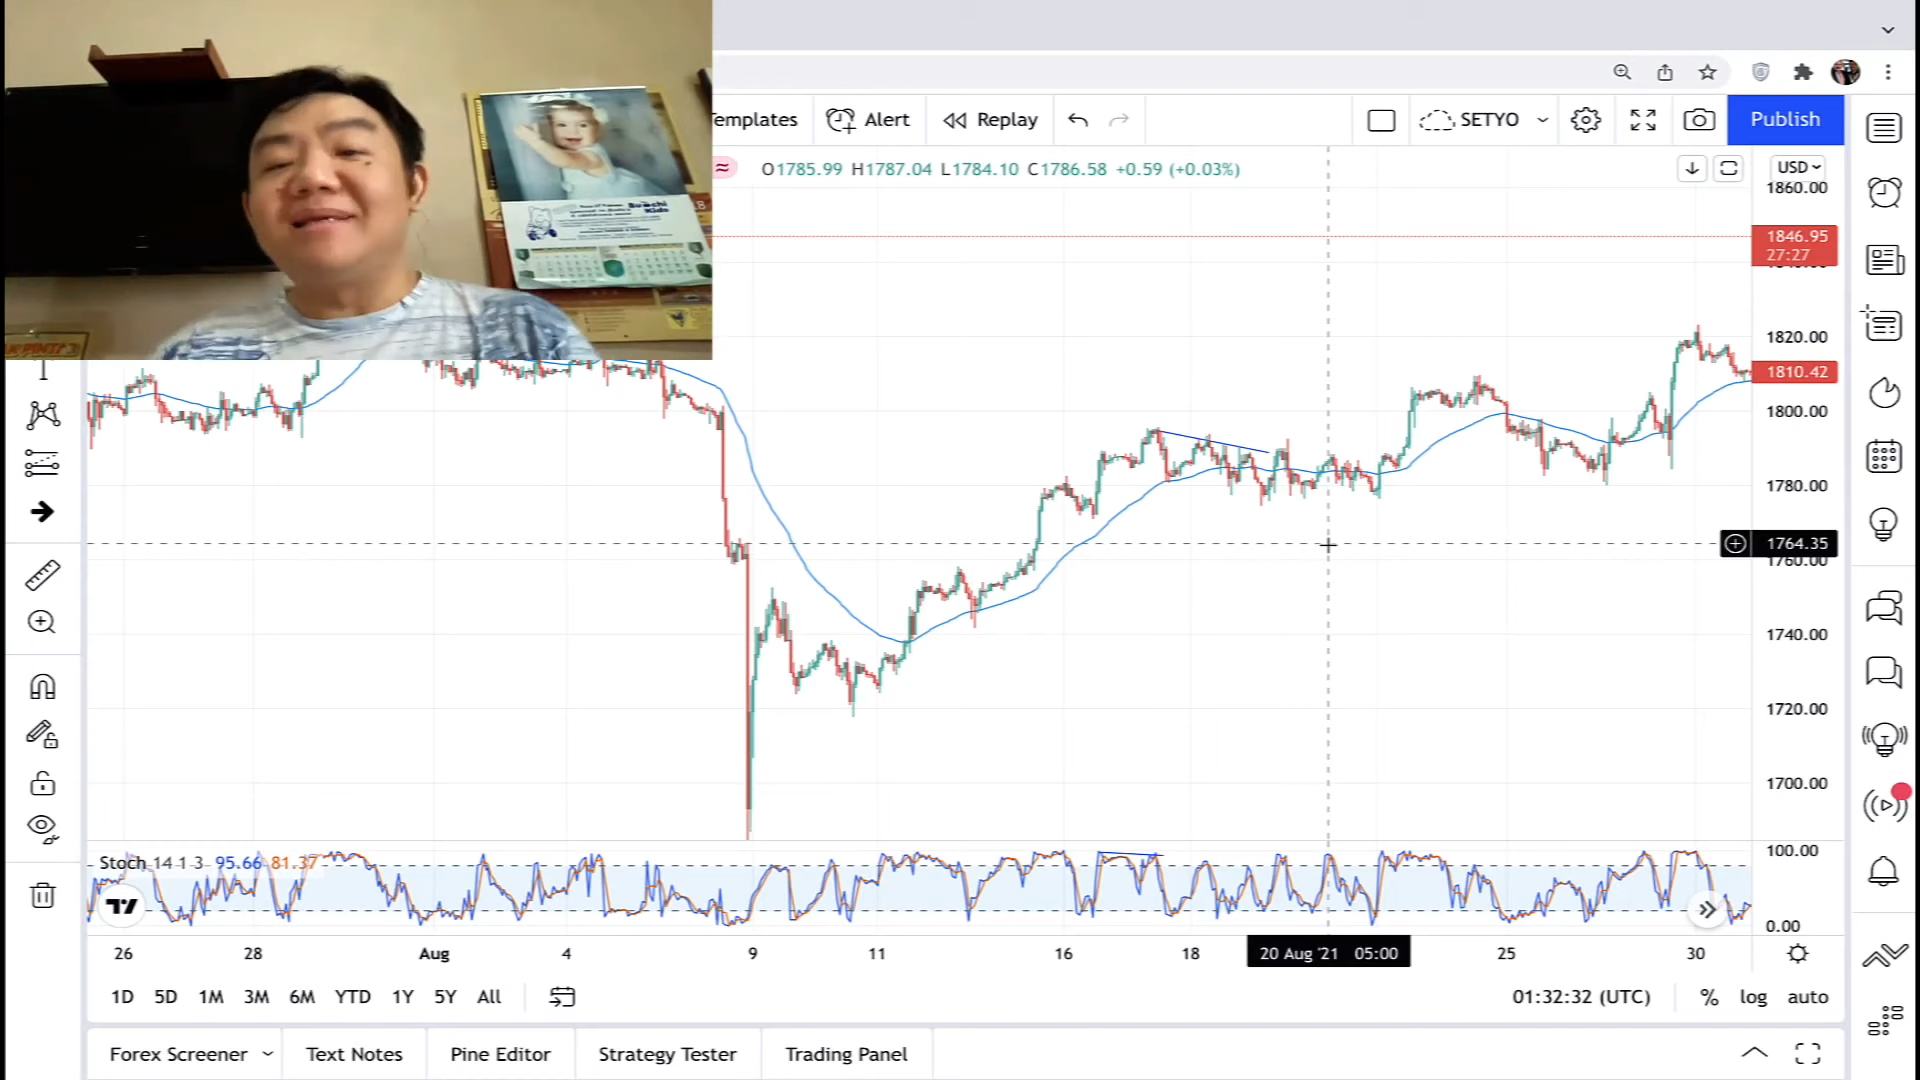 Templates
Alert
Replay
SETYO
Publish
O1785.99 H1787.04 L1784.10 C1786.58 +0.59 (+0.03%)
USD
1860.00
1846.95
27:27
1820.00
1810.42
1800.00
1780.00
1764.35
1760.00
1740.00
1720.00
1700.00
Stoch 14 1 3 95.66 81.37
100.00
0.00
26 28 Aug 4 9 11 16 18 20 Aug '21 05:00 25 30
1D 5D 1M 3M 6M YTD 1Y 5Y All
01:32:32 (UTC) % log auto
Forex Screener Text Notes Pine Editor Strategy Tester Trading Panel